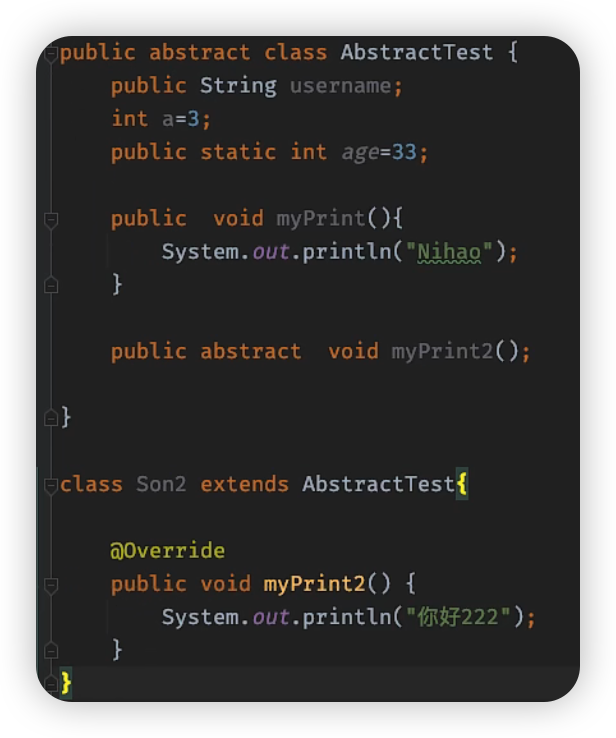 public abstract class AbstractTest {
    public String username;
    int a=3;
    public static int age=33;
    public  void myPrint(){
        System.out.println("Nihao");
    }
    public abstract  void myPrint2();
}
class Son2 extends AbstractTest{
    @Override
    public void myPrint2() {
        System.out.println("你好222");
    }
}